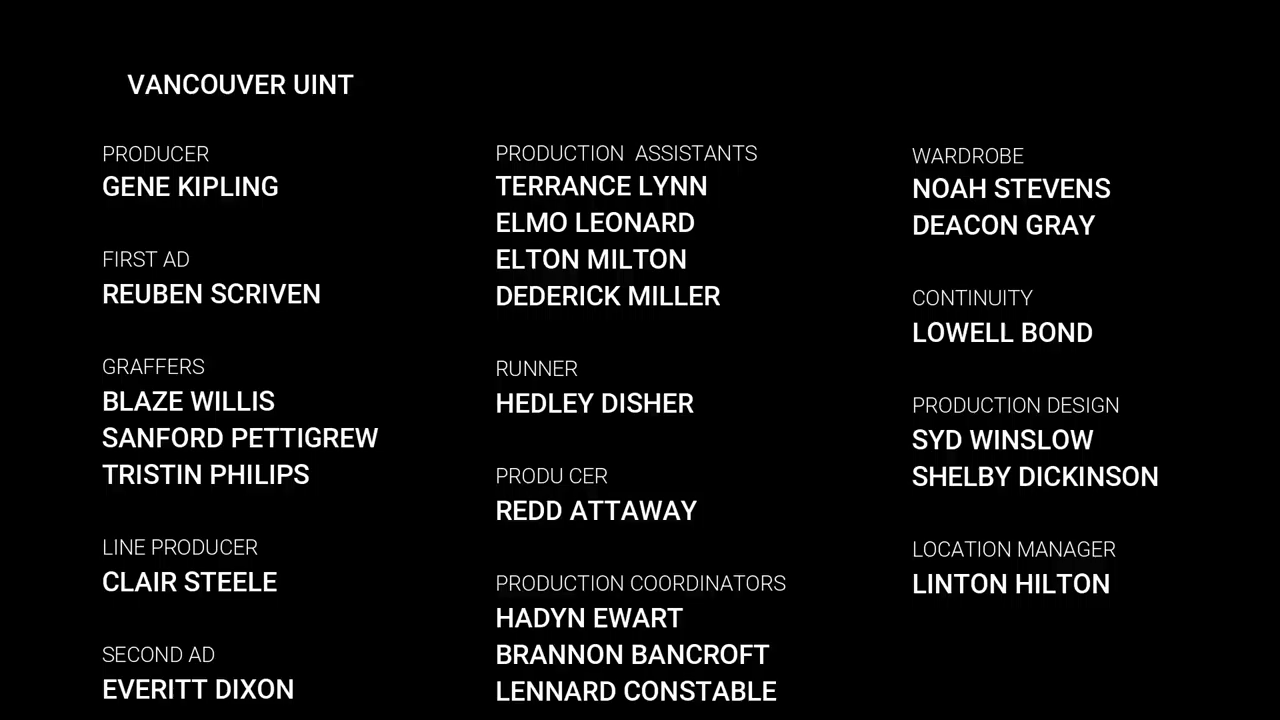 VANCOUVER UINT
PRODUCER
GENE KIPLING
FIRST AD
REUBEN SCRIVEN
GRAFFERS
BLAZE WILLIS
SANFORD PETTIGREW
TRISTIN PHILIPS
LINE PRODUCER
CLAIR STEELE
SECOND AD
EVERITT DIXON
PRODUCTION ASSISTANTS
TERRANCE LYNN
ELMO LEONARD
ELTON MILTON
DEDERICK MILLER
RUNNER
HEDLEY DISHER
PRODU CER
REDD ATTAWAY
PRODUCTION COORDINATORS
HADYN EWART
BRANNON BANCROFT
LENNARD CONSTABLE
WARDROBE
NOAH STEVENS
DEACON GRAY
CONTINUITY
LOWELL BOND
PRODUCTION DESIGN
SYD WINSLOW
SHELBY DICKINSON
LOCATION MANAGER
LINTON HILTON